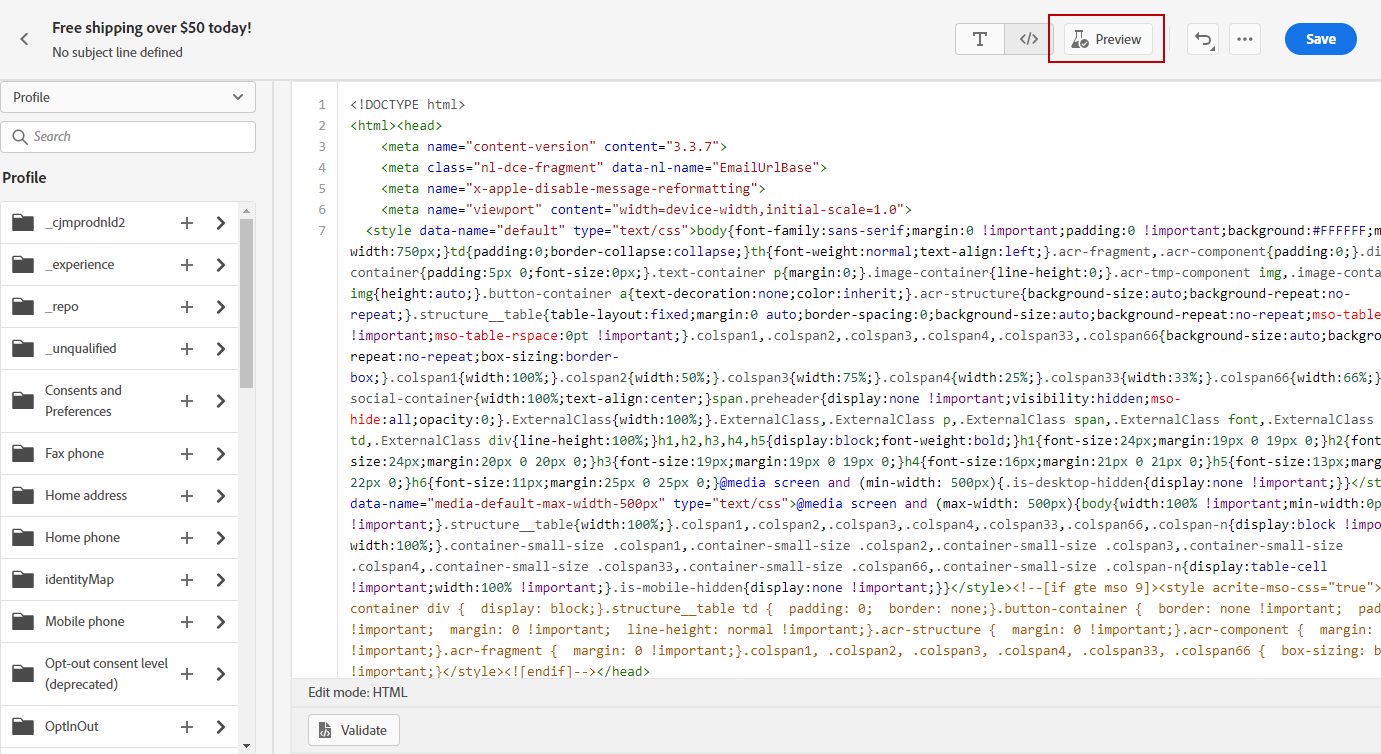 Free shipping over $50 today!
No subject line defined
T
</>
Preview
Save
Profile
Search
Profile
_cjmprodnld2
_experience
_repo
_unqualified
Consents and
Preferences
Fax phone
Home address
Home phone
identityMap
Mobile phone
Opt-out consent level
(deprecated)
OptInOut
1 <!DOCTYPE html>
2 <html><head>
3 <meta name="content-version" content="3.3.7">
4 <meta class="nl-dce-fragment" data-nl-name="EmailUrlBase">
5 <meta name="x-apple-disable-message-reformatting">
6 <meta name="viewport" content="width=device-width,initial-scale=1.0">
7 <style data-name="default" type="text/css">body{font-family:sans-serif;margin:0 !important;padding:0 !important;background:#FFFFFF;m
width:750px;}td{padding:0;border-collapse:collapse;}th{font-weight:normal;text-align:left;}.acr-fragment,.acr-component{padding:0;}.di
container{padding:5px 0;font-size:0px;}.text-container p{margin:0;}.image-container{line-height:0;}.acr-tmp-component img,.image-conta
img{height:auto;}.button-container a{text-decoration:none;color:inherit;}.acr-structure{background-size:auto;background-repeat:no-
repeat;}.structure__table{table-layout:fixed;margin:0 auto;border-spacing:0;background-size:auto;background-repeat:no-repeat;mso-table
!important;mso-table-rspace:0pt !important;}.colspan1,.colspan2,.colspan3,.colspan4,.colspan33,.colspan66{background-size:auto;backgro
repeat:no-repeat;box-sizing:border-
box;}.colspan1{width:100%;}.colspan2{width:50%;}.colspan3{width:75%;}.colspan4{width:25%;}.colspan33{width:33%;}.colspan66{width:66%;}
social-container{width:100%;text-align:center;}span.preheader{display:none !important;visibility:hidden;mso-
hide:all;opacity:0;}.ExternalClass{width:100%;}.ExternalClass,.ExternalClass p,.ExternalClass span,.ExternalClass font,.ExternalClass
td,.ExternalClass div{line-height:100%;}h1,h2,h3,h4,h5{display:block;font-weight:bold;}h1{font-size:24px;margin:19px 0 19px 0;}h2{font
size:24px;margin:20px 0 20px 0;}h3{font-size:19px;margin:19px 0 19px 0;}h4{font-size:16px;margin:21px 0 21px 0;}h5{font-size:13px;marg
22px 0;}h6{font-size:11px;margin:25px 0 25px 0;}@media screen and (min-width: 500px){.is-desktop-hidden{display:none !important;}}</st
data-name="media-default-max-width-500px" type="text/css">@media screen and (max-width: 500px){body{width:100% !important;min-width:0p
!important;}.structure__table{width:100%;}.colspan1,.colspan2,.colspan3,.colspan4,.colspan33,.colspan66,.colspan-n{display:block !impo
width:100%;}.container-small-size .colspan1,.container-small-size .colspan2,.container-small-size .colspan3,.container-small-size
.colspan4,.container-small-size .colspan33,.container-small-size .colspan66,.container-small-size .colspan-n{display:table-cell
!important;width:100% !important;}.is-mobile-hidden{display:none !important;}}</style><!--[if gte mso 9]><style acrite-mso-css="true">
container div { display: block;}.structure__table td { padding: 0; border: none;}.button-container { border: none !important; pad
!important; margin: 0 !important; line-height: normal !important;}.acr-structure { margin: 0 !important;}.acr-component { margin:
!important;}.acr-fragment { margin: 0 !important;}.colspan1, .colspan2, .colspan3, .colspan4, .colspan33, .colspan66 { box-sizing: b
!important;}</style><![endif]--></head>
Edit mode: HTML
Validate